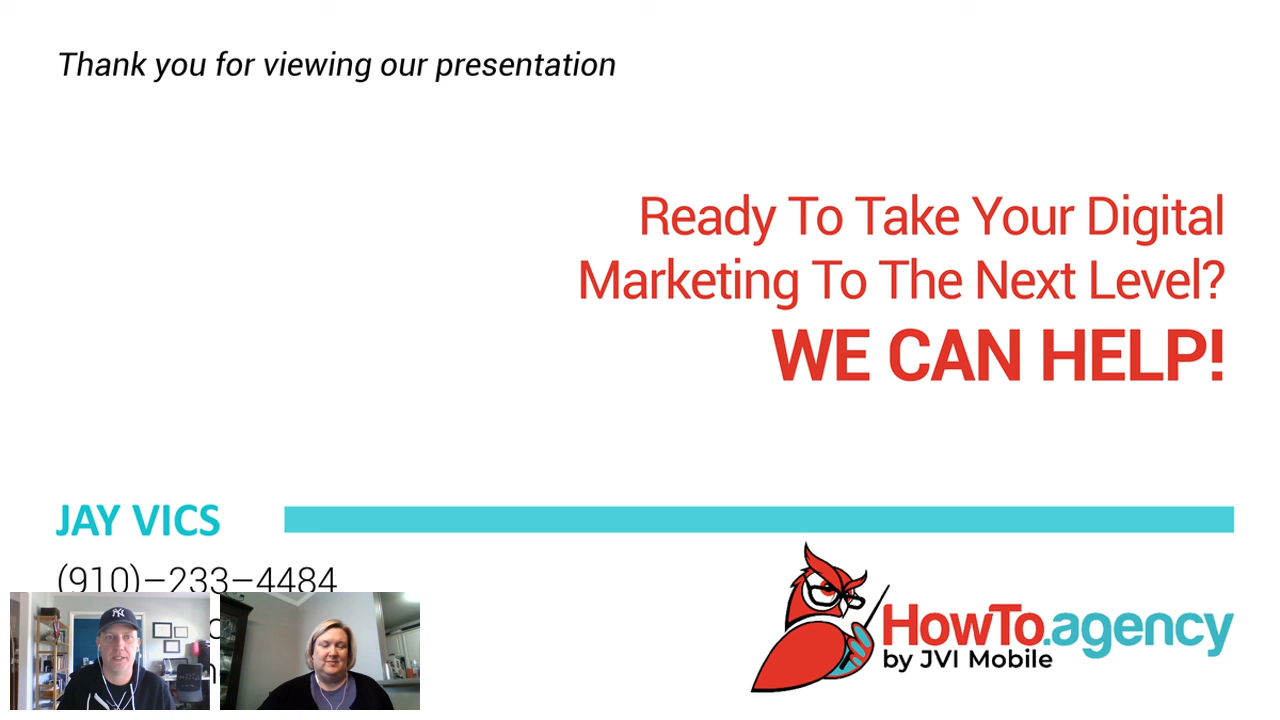 Thank you for viewing our presentation
Ready To Take Your Digital
Marketing To The Next Level?
WE CAN HELP!
JAY VICS
(910)–233–4484
HowTo.agency
by JVI Mobile
NY